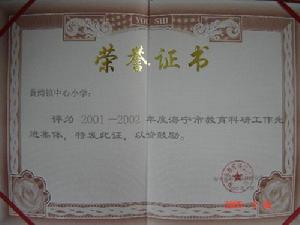 YOU SHI
荣誉证书
黄湾镇中心小学:
评为 2001—2002 年度海宁市教育科研工作先
进集体，特发此证，以资鼓励。